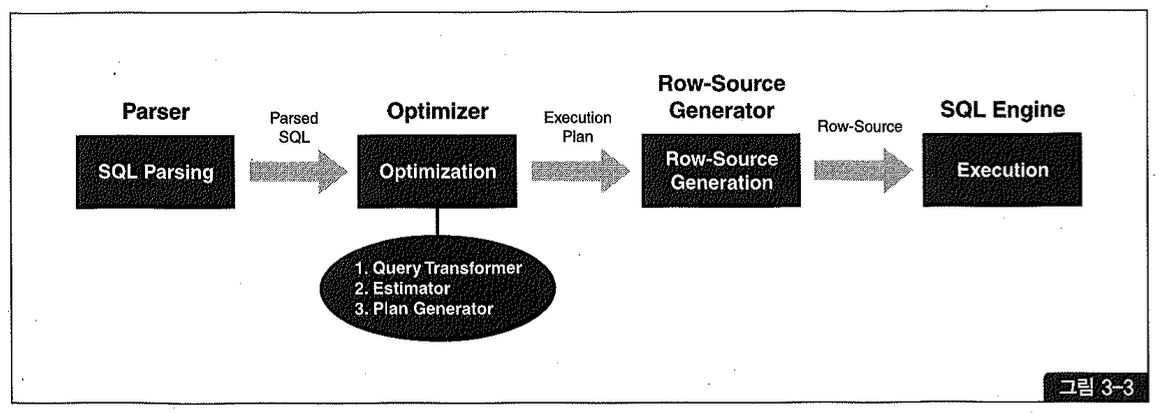 Parser
SQL Parsing
Parsed
SQL
Optimizer
Optimization
1. Query Transformer
2. Estimator
3. Plan Generator
Execution
Plan
Row-Source
Generator
Row-Source
Generation
Row-Source
SQL Engine
Execution
그림 3-3